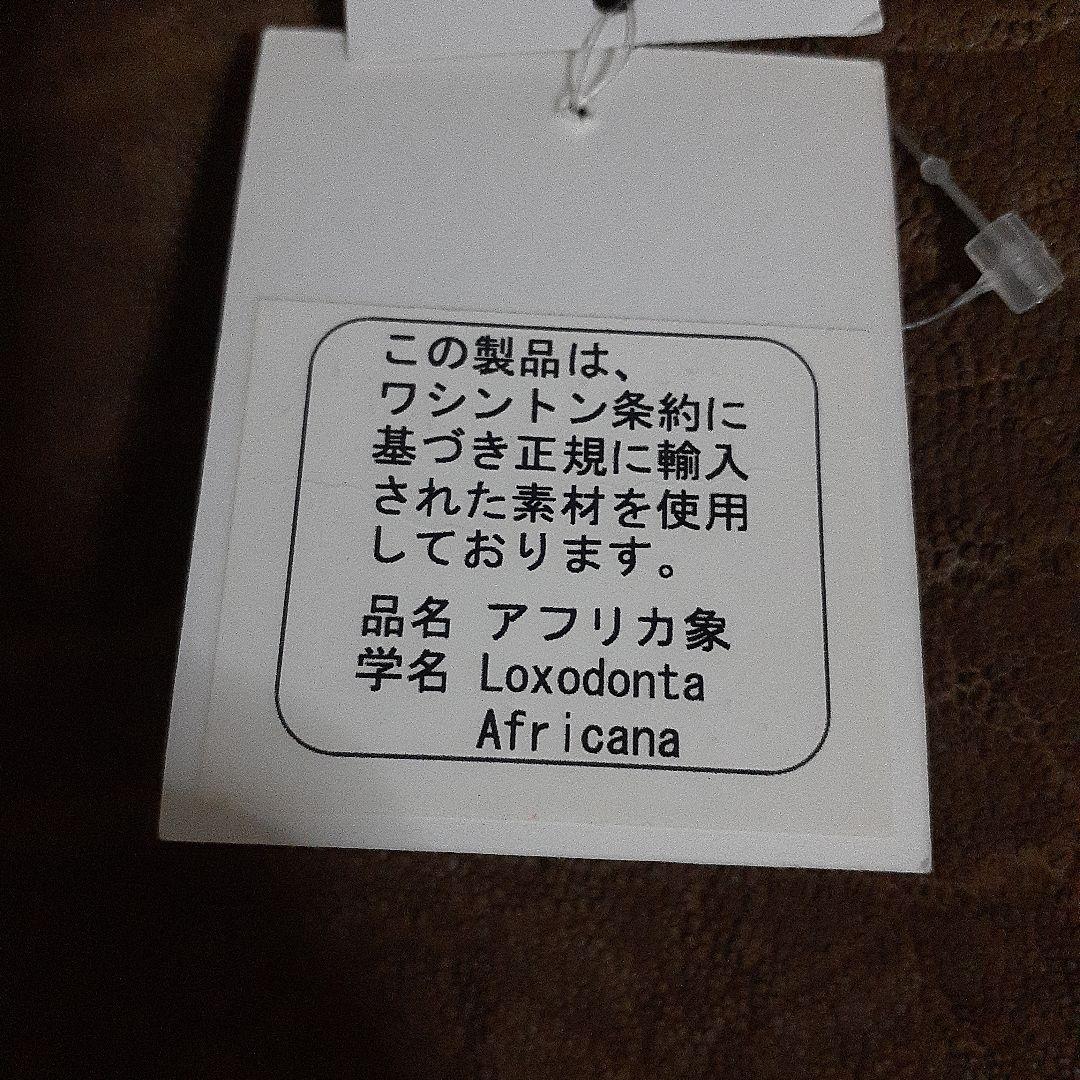 この製品は、
ワシントン条約に
基づき正規に輸入
された素材を使用
しております。
品名 アフリカ象
学名 Loxodonta
Africana